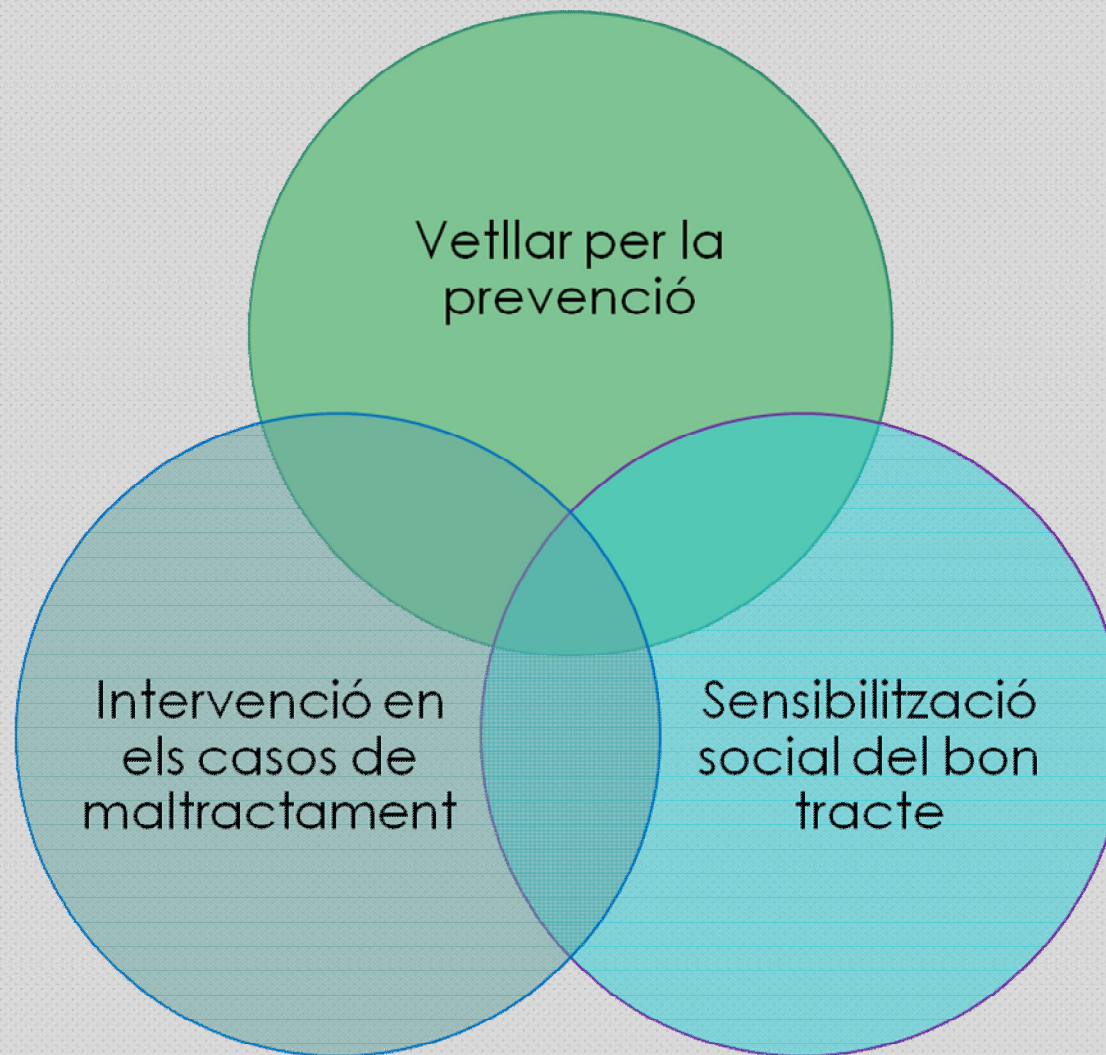 Vetllar per la
prevenció
Intervenció en
els casos de
maltractament
Sensibilització
social del bon
tracte